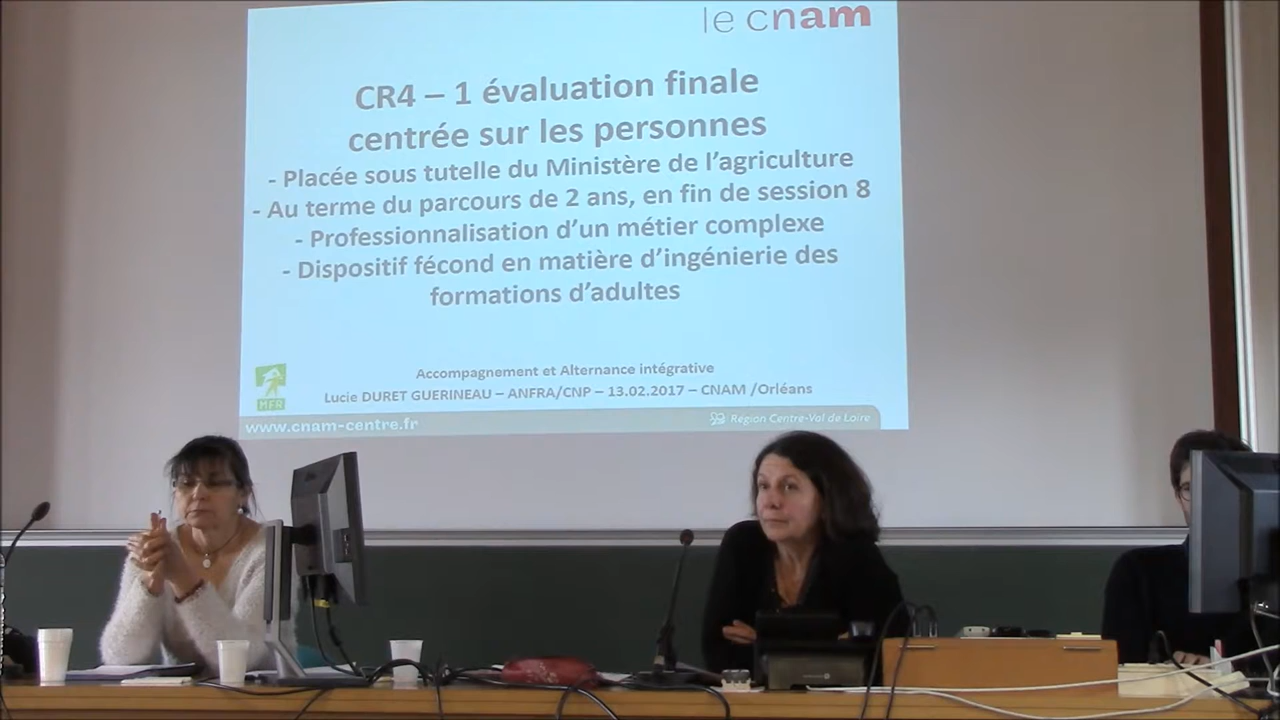 le cnam
CR4 – 1 évaluation finale
centrée sur les personnes
- Placée sous tutelle du Ministère de l'agriculture
- Au terme du parcours de 2 ans, en fin de session 8
- Professionnalisation d'un métier complexe
- Dispositif fécond en matière d'ingénierie des
formations d'adultes
Accompagnement et Alternance intégrative
Lucie DURET GUERINEAU – ANFRA/CNP – 13.02.2017 – CNAM /Orléans
MFR
www.cnam-centre.fr
Région Centre-Val de Loire